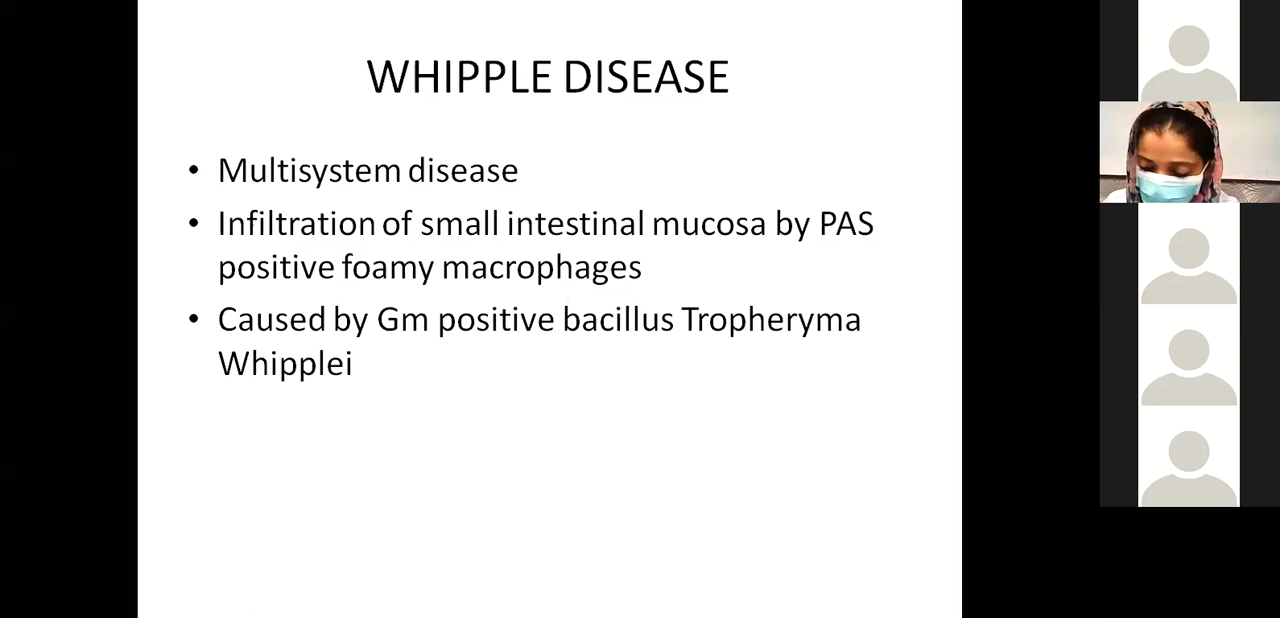 WHIPPLE DISEASE
• Multisystem disease
• Infiltration of small intestinal mucosa by PAS
positive foamy macrophages
• Caused by Gm positive bacillus Tropheryma
Whipplei